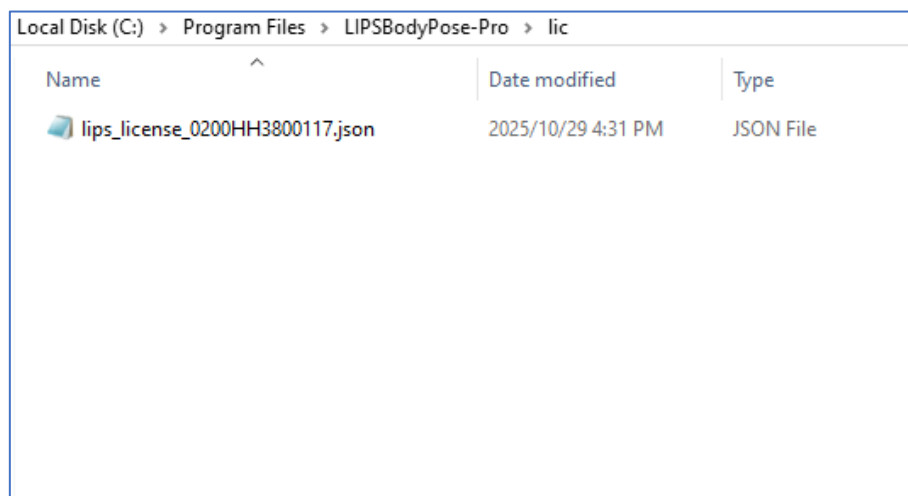 Local Disk (C:) > Program Files > LIPSBodyPose-Pro > lic
Name Date modified Type
lips_license_0200HH3800117.json 2025/10/29 4:31 PM JSON File